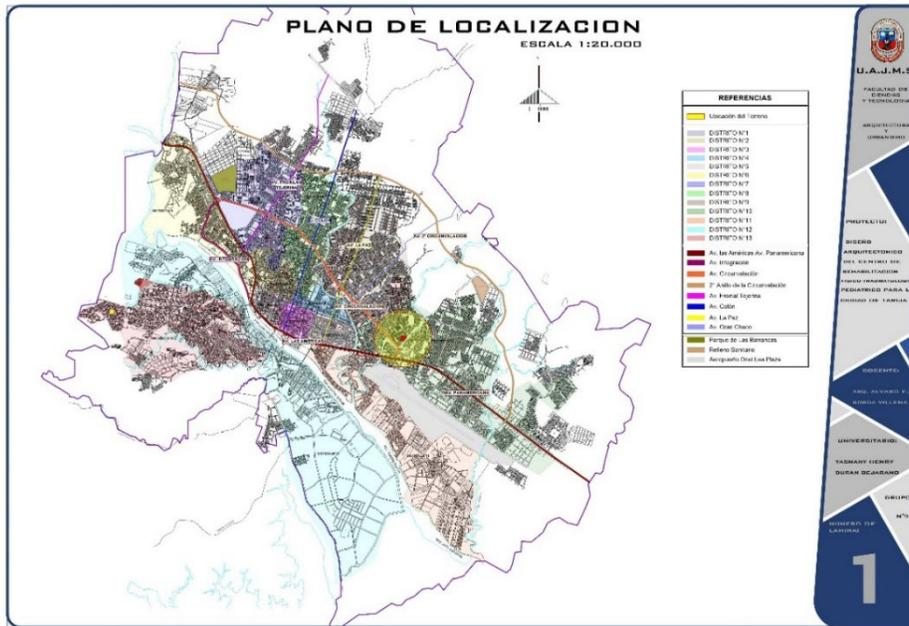 PLANO DE LOCALIZACION
ESCALA 1:20.000
REFERENCIAS
Ubicación del Terreno
DISTRITO N°1
DISTRITO N°2
DISTRITO N°3
DISTRITO N°4
DISTRITO N°5
DISTRITO N°6
DISTRITO N°7
DISTRITO N°8
DISTRITO N°9
DISTRITO N°10
DISTRITO N°11
DISTRITO N°12
DISTRITO N°13
Av. las Américas Av. Panamericana
Av. Integración
Av. Circunvalación
2° Anillo de la Circunvalación
Av. Colón
Av. La Paz
Av. Gran Chaco
Parque de Las Barrancas
Relleno Sanitario
Aeropuerto Oriel Lea Plaza
AV. LA PAZ
U.A.J.M.S
FACULTAD DE
CIENCIAS
Y TECNOLOGIA
ARQUITECTURA
Y
URBANISMO
PROYECTO:
DISEÑO
ARQUITECTONICO
DEL CENTRO DE
REHABILITACION
PEDIATRICO PARA L
CIUDAD DE TARIJA
DOCENTE:
ARQ. ALVARO F.
UNIVERSITARIO:
YASMANY HENRY
DURAN BEJARANO
GRUPO
NUMERO DE
LAMINA:
1